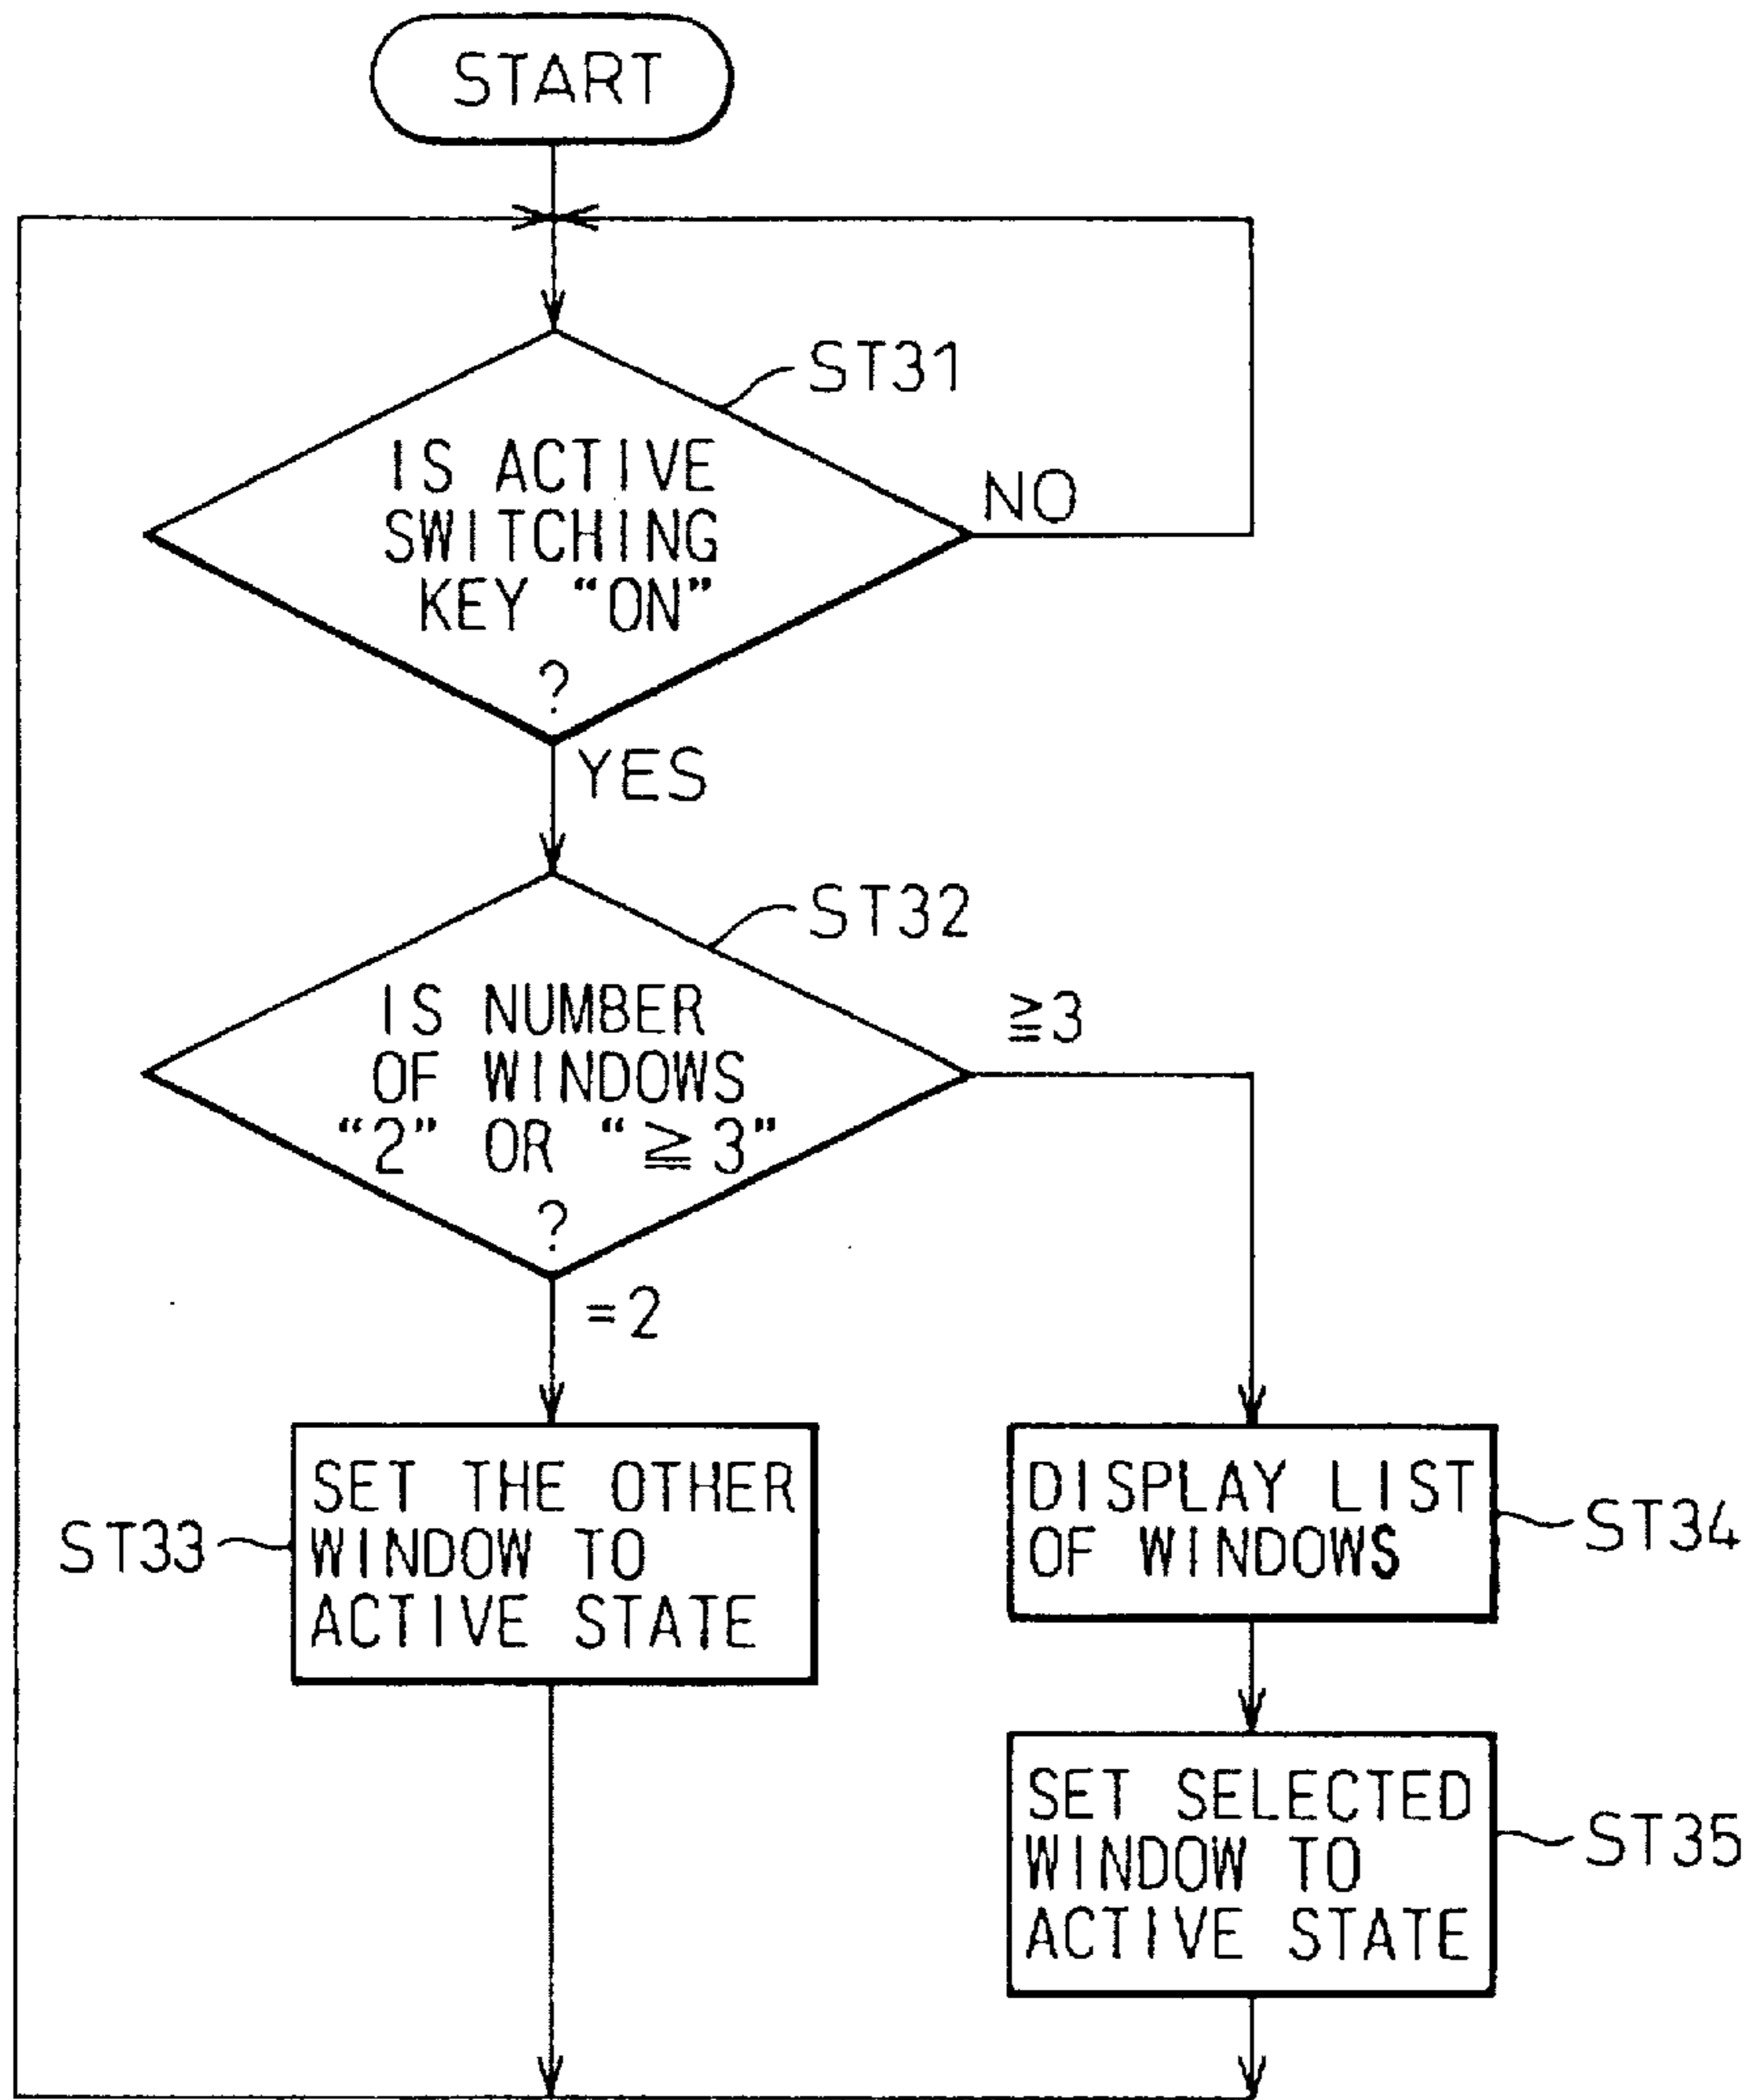 START
ST31
IS ACTIVE
SWITCHING
KEY “ON”
?
NO
YES
ST32
IS NUMBER
OF WINDOWS
“2” OR “≧3”
?
≧3
=2
ST33
SET THE OTHER
WINDOW TO
ACTIVE STATE
DISPLAY LIST
OF WINDOWS
ST34
SET SELECTED
WINDOW TO
ACTIVE STATE
ST35